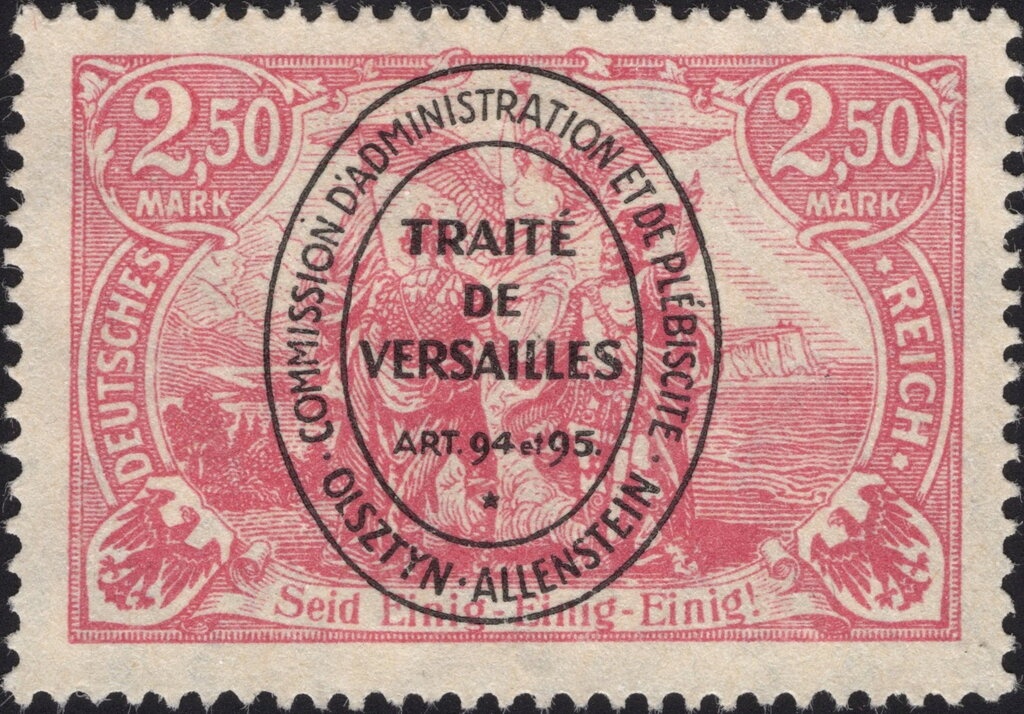 2,50
MARK
2,50
MARK
DEUTSCHES
★ REICH ★
COMMISSION D'ADMINISTRATION ET DE PLÉBISCITE ·
OLSZTYN · ALLENSTEIN ·
TRAITÉ
DE
VERSAILLES
ART. 94 et 95.
★
Seid Einig-Einig-Einig!